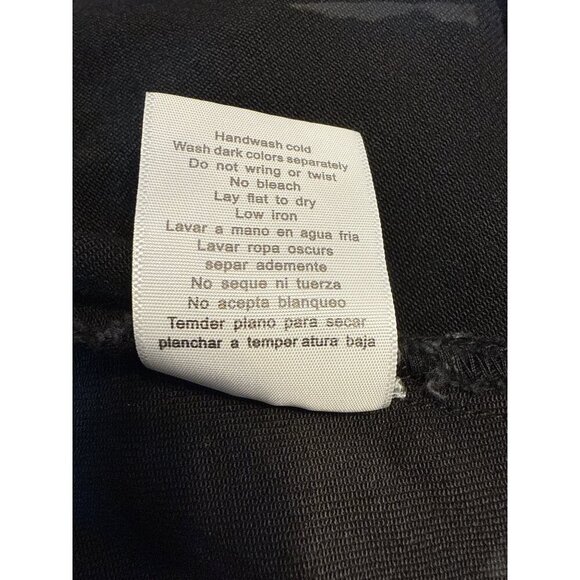 Handwash cold
Wash dark colors separately
Do not wring or twist
No bleach
Lay flat to dry
Low iron
Lavar a mano en agua fria
Lavar ropa oscurs
separ ademente
No seque ni tuerza
No acepta blanqueo
Temder plano para secar
planchar a temper atura baja